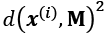 d(𝒙⁽ⁱ⁾, 𝐌)²